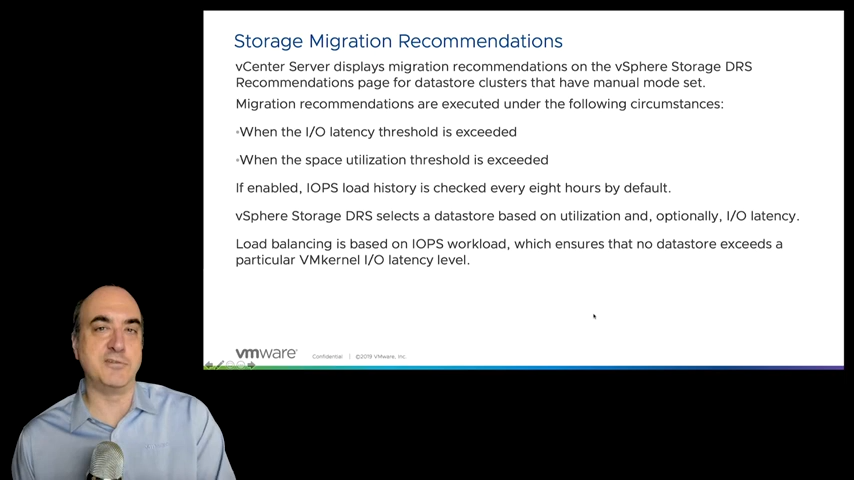 Storage Migration Recommendations
vCenter Server displays migration recommendations on the vSphere Storage DRS
Recommendations page for datastore clusters that have manual mode set.
Migration recommendations are executed under the following circumstances:
•When the I/O latency threshold is exceeded
•When the space utilization threshold is exceeded
If enabled, IOPS load history is checked every eight hours by default.
vSphere Storage DRS selects a datastore based on utilization and, optionally, I/O latency.
Load balancing is based on IOPS workload, which ensures that no datastore exceeds a
particular VMkernel I/O latency level.
vmware® Confidential | ©2019 VMware, Inc.